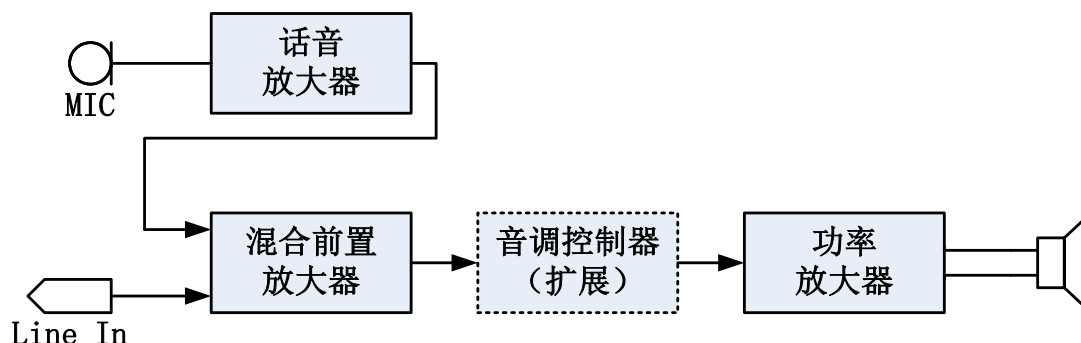 话音
放大器
MIC
混合前置
放大器
音调控制器
（扩展）
功率
放大器
Line In